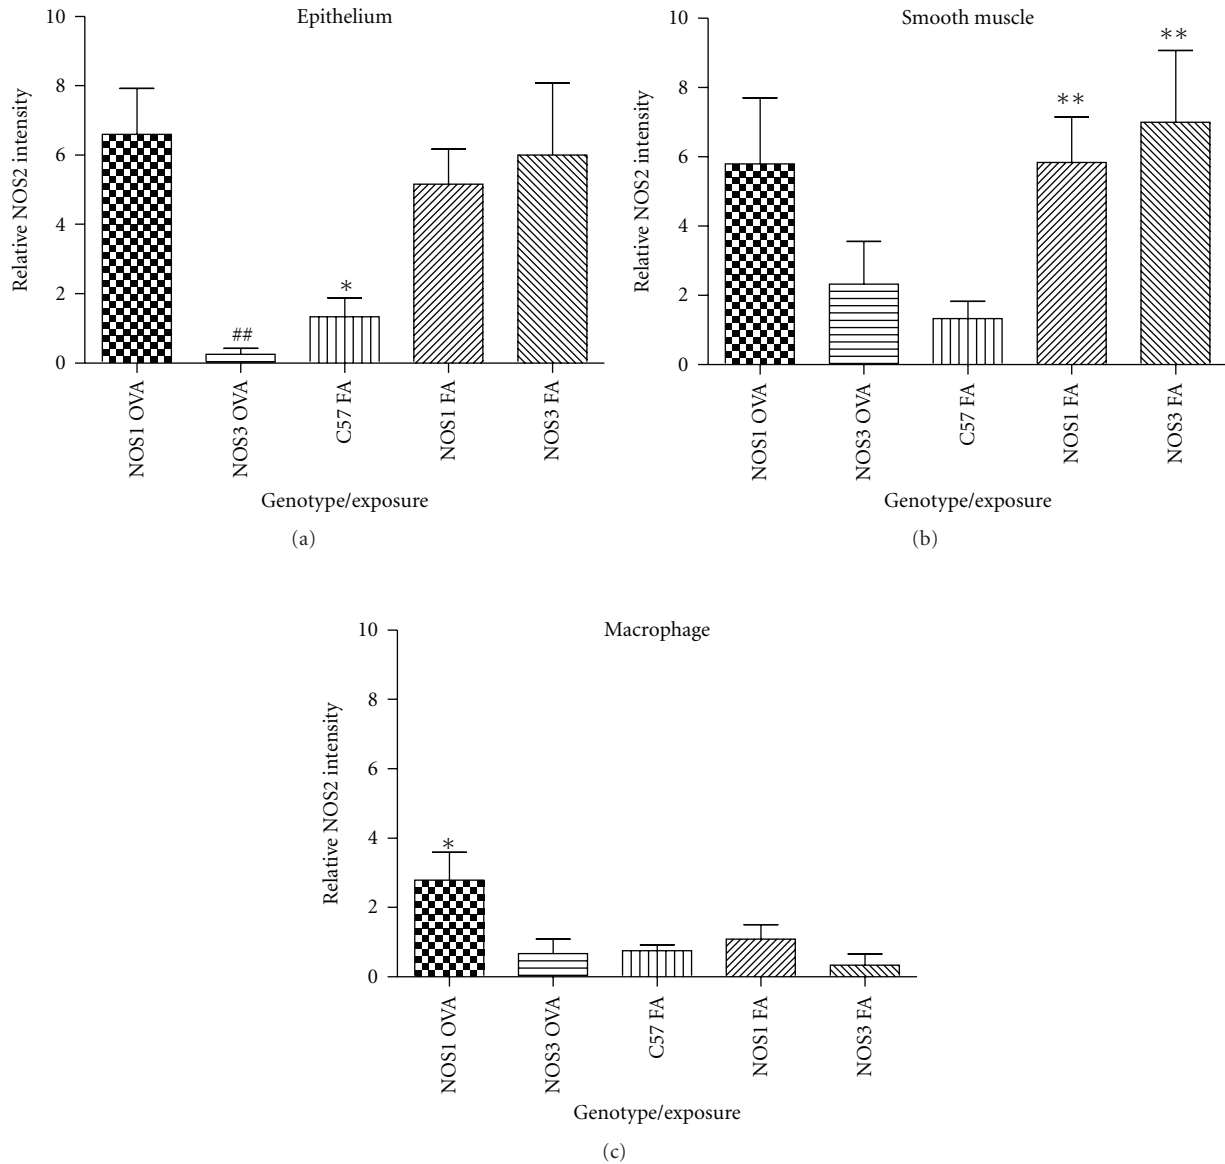 Epithelium
10
8
6
4
2
0
Relative NOS2 intensity
##
*
NOS1 OVA
NOS3 OVA
C57 FA
NOS1 FA
NOS3 FA
Genotype/exposure
(a)
Smooth muscle
10
8
6
4
2
0
Relative NOS2 intensity
**
**
NOS1 OVA
NOS3 OVA
C57 FA
NOS1 FA
NOS3 FA
Genotype/exposure
(b)
Macrophage
10
8
6
4
2
0
Relative NOS2 intensity
*
NOS1 OVA
NOS3 OVA
C57 FA
NOS1 FA
NOS3 FA
Genotype/exposure
(c)